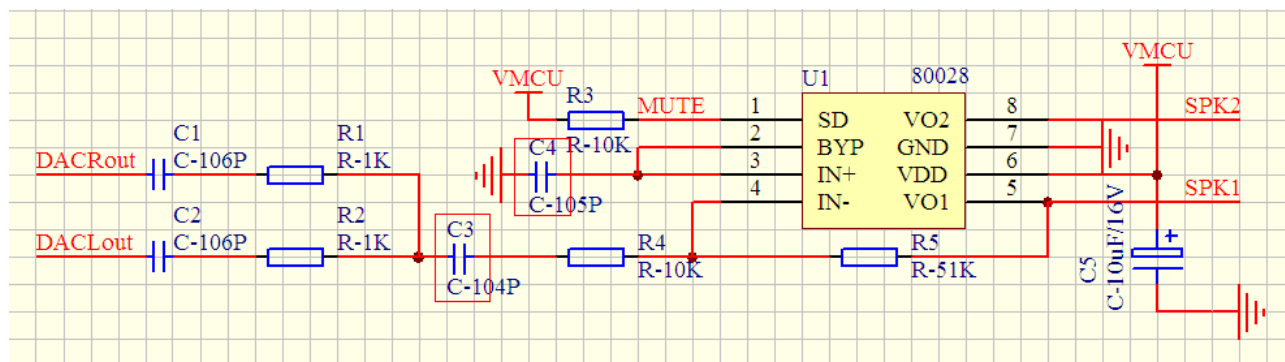 VMCU
U1
80028
VMCU
R3
R-10K
MUTE
1
SD
VO2
8
SPK2
2
BYP
GND
7
3
IN+
VDD
6
4
IN-
VO1
5
SPK1
C1
C-106P
R1
R-1K
DACRout
C4
C-105P
C2
C-106P
R2
R-1K
DACLout
C3
C-104P
R4
R-10K
R5
R-51K
C5
C-10uF/16V
+